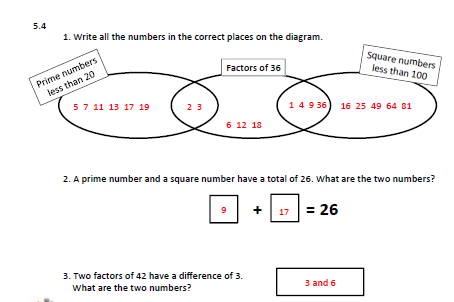 5.4
1. Write all the numbers in the correct places on the diagram.
Prime numbers
less than 20
Factors of 36
Square numbers
less than 100
5 7 11 13 17 19
2 3
1 4 9 36
16 25 49 64 81
6 12 18
2. A prime number and a square number have a total of 26. What are the two numbers?
9 + 17 = 26
3. Two factors of 42 have a difference of 3.
What are the two numbers?
3 and 6